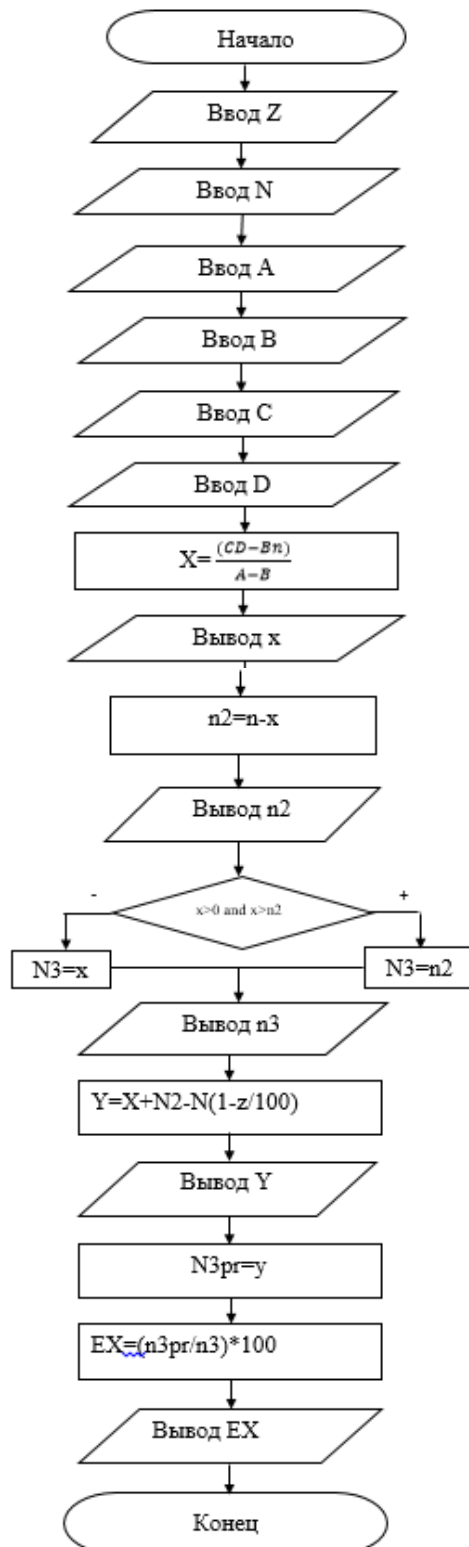 Начало
Ввод Z
Ввод N
Ввод A
Ввод B
Ввод C
Ввод D
X= (CD−Bn)
A−B
Вывод x
n2=n-x
Вывод n2
- +
x>0 and x>n2
N3=x N3=n2
Вывод n3
Y=X+N2-N(1-z/100)
Вывод Y
N3pr=y
EX=(n3pr/n3)*100
Вывод EX
Конец